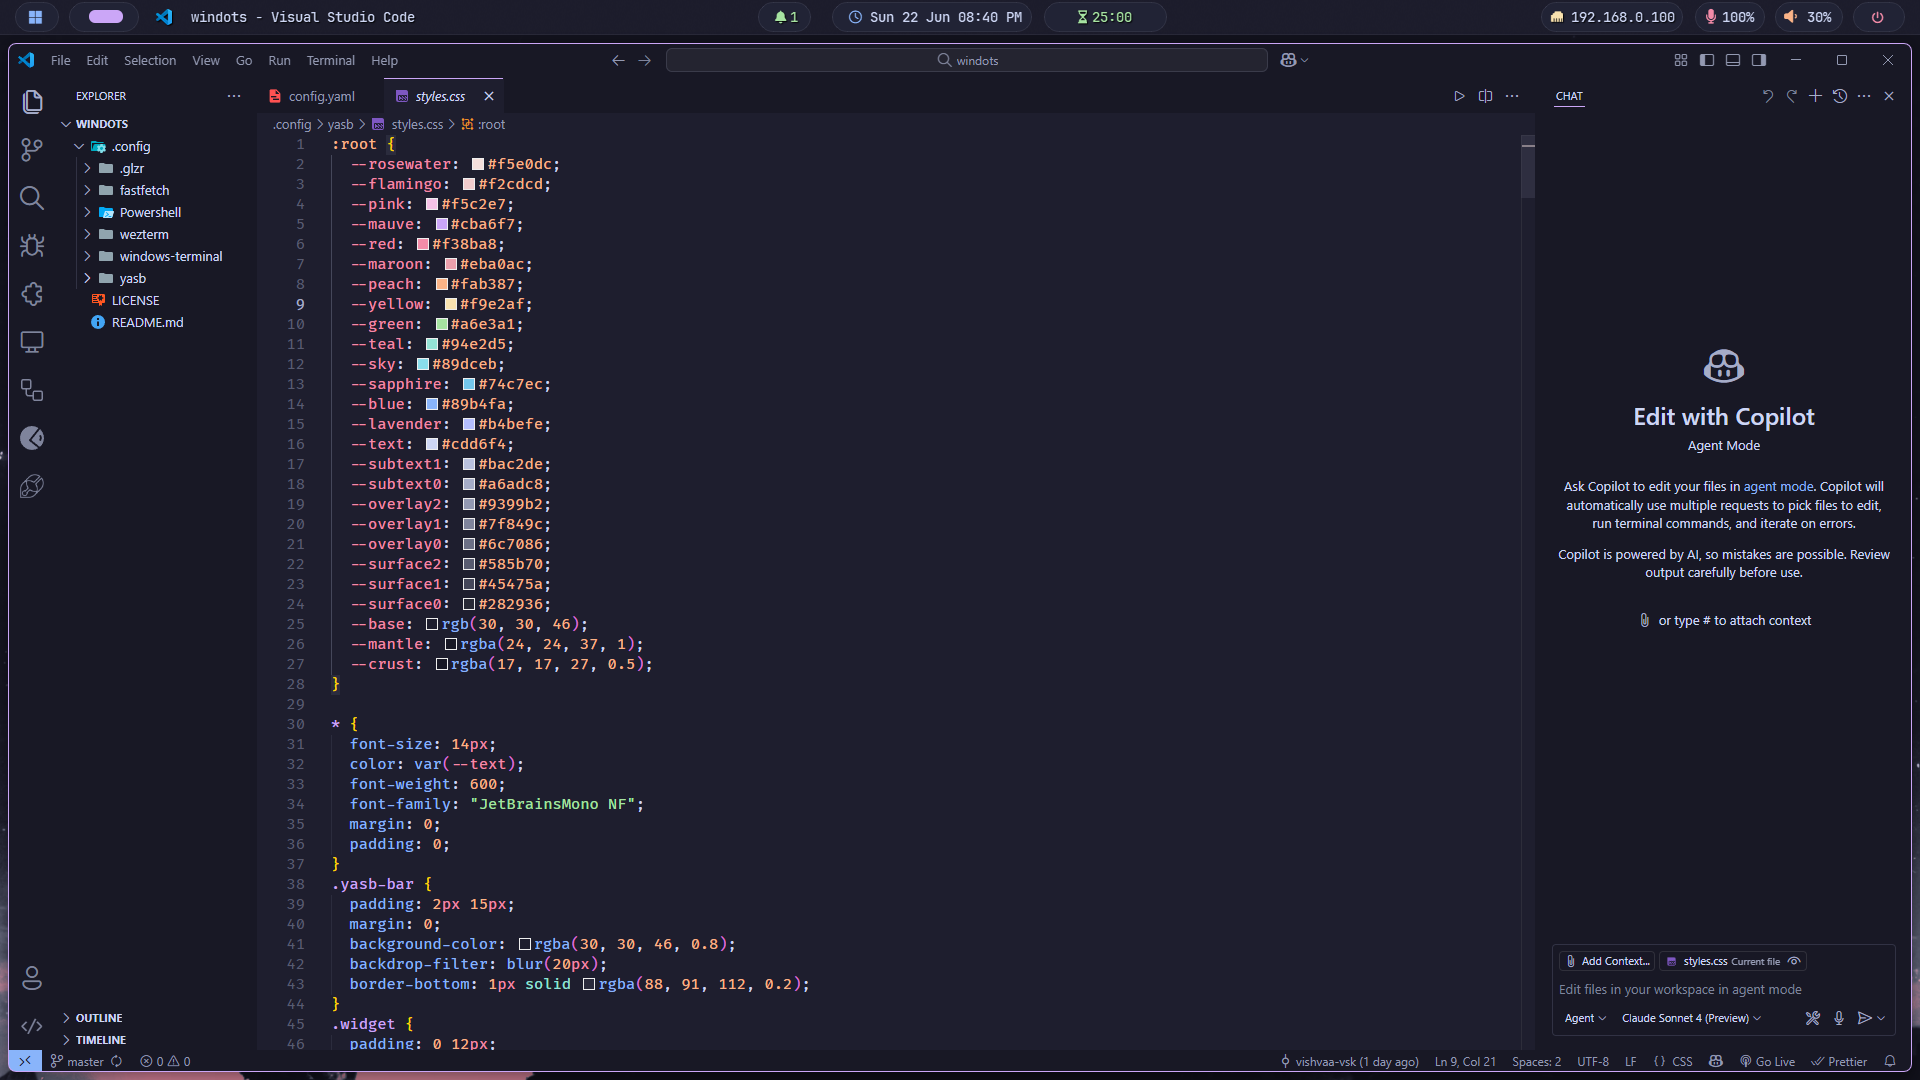 windots - Visual Studio Code
1
Sun 22 Jun 08:40 PM
25:00
192.168.0.100
100%
30%
File Edit Selection View Go Run Terminal Help
windots
EXPLORER
WINDOTS
.config
.glzr
fastfetch
Powershell
wezterm
windows-terminal
yasb
LICENSE
README.md
OUTLINE
TIMELINE
config.yaml
styles.css
.config > yasb > styles.css > :root
1 :root {
2 --rosewater: #f5e0dc;
3 --flamingo: #f2cdcd;
4 --pink: #f5c2e7;
5 --mauve: #cba6f7;
6 --red: #f38ba8;
7 --maroon: #eba0ac;
8 --peach: #fab387;
9 --yellow: #f9e2af;
10 --green: #a6e3a1;
11 --teal: #94e2d5;
12 --sky: #89dceb;
13 --sapphire: #74c7ec;
14 --blue: #89b4fa;
15 --lavender: #b4befe;
16 --text: #cdd6f4;
17 --subtext1: #bac2de;
18 --subtext0: #a6adc8;
19 --overlay2: #9399b2;
20 --overlay1: #7f849c;
21 --overlay0: #6c7086;
22 --surface2: #585b70;
23 --surface1: #45475a;
24 --surface0: #282936;
25 --base: rgb(30, 30, 46);
26 --mantle: rgba(24, 24, 37, 1);
27 --crust: rgba(17, 17, 27, 0.5);
28 }
29
30 * {
31 font-size: 14px;
32 color: var(--text);
33 font-weight: 600;
34 font-family: "JetBrainsMono NF";
35 margin: 0;
36 padding: 0;
37 }
38 .yasb-bar {
39 padding: 2px 15px;
40 margin: 0;
41 background-color: rgba(30, 30, 46, 0.8);
42 backdrop-filter: blur(20px);
43 border-bottom: 1px solid rgba(88, 91, 112, 0.2);
44 }
45 .widget {
46 padding: 0 12px;
CHAT
Edit with Copilot
Agent Mode
Ask Copilot to edit your files in agent mode. Copilot will
automatically use multiple requests to pick files to edit,
run terminal commands, and iterate on errors.
Copilot is powered by AI, so mistakes are possible. Review
output carefully before use.
or type # to attach context
Add Context...
styles.css Current file
Edit files in your workspace in agent mode
Agent
Claude Sonnet 4 (Preview)
master
0 0
vishvaa-vsk (1 day ago)
Ln 9, Col 21
Spaces: 2
UTF-8
LF
{ } CSS
Go Live
Prettier